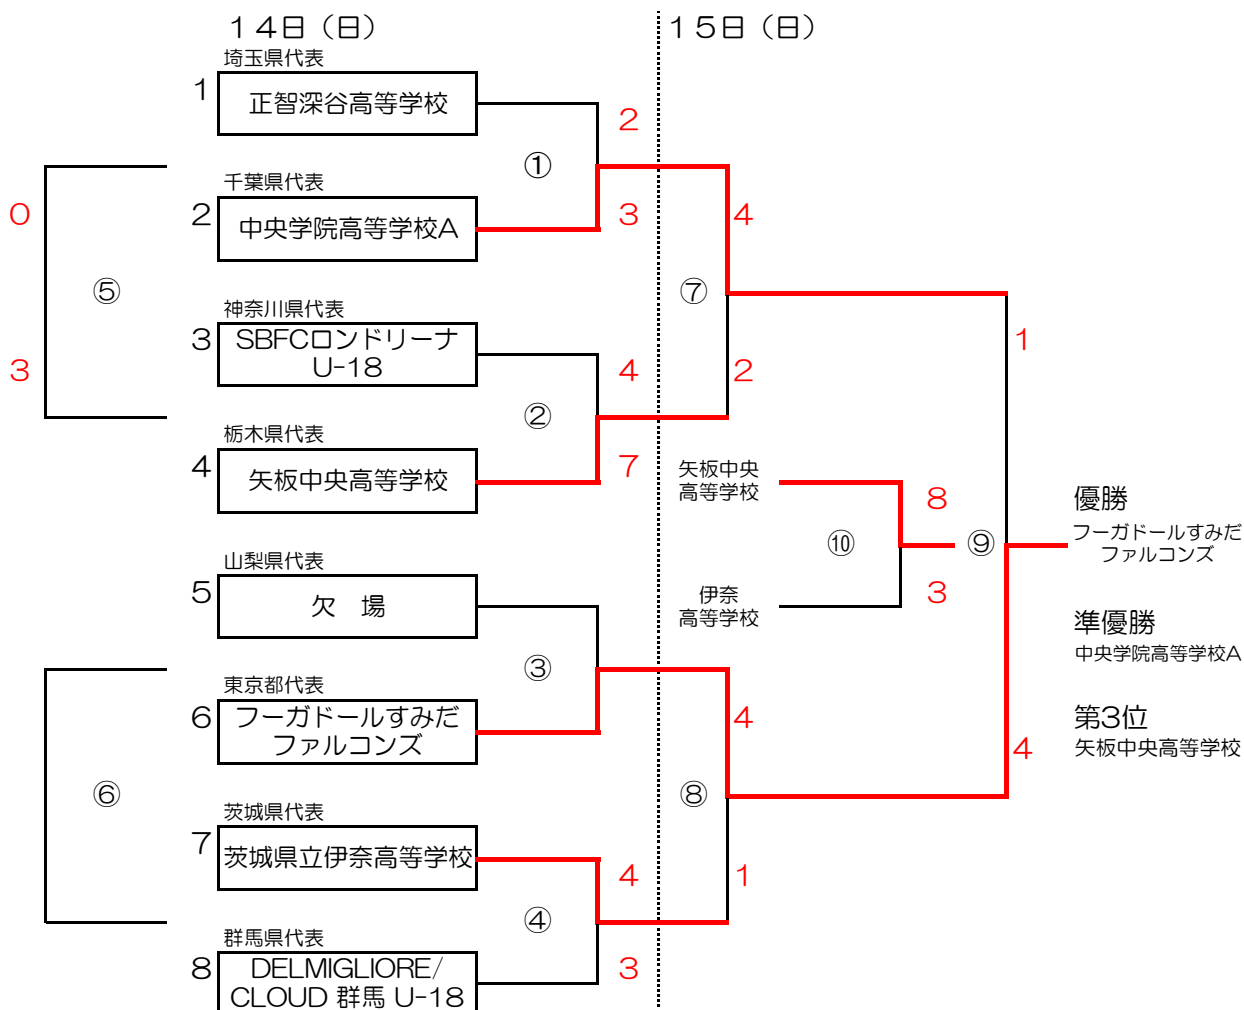 14日（日）
15日（日）
埼玉県代表
1
正智深谷高等学校
2
①
千葉県代表
2
中央学院高等学校A
3
0
⑤
3
4
⑦
2
神奈川県代表
3
SBFCロンドリーナ
U-18
4
②
栃木県代表
4
矢板中央高等学校
7
1
矢板中央
高等学校
8
⑩
⑨
伊奈
高等学校
3
優勝
フーガドールすみだ
ファルコンズ
準優勝
中央学院高等学校A
第3位
矢板中央高等学校
山梨県代表
5
欠　場
③
東京都代表
6
フーガドールすみだ
ファルコンズ
4
4
⑥
⑧
茨城県代表
7
茨城県立伊奈高等学校
4
1
④
群馬県代表
8
DELMIGLIORE/
CLOUD 群馬 U-18
3